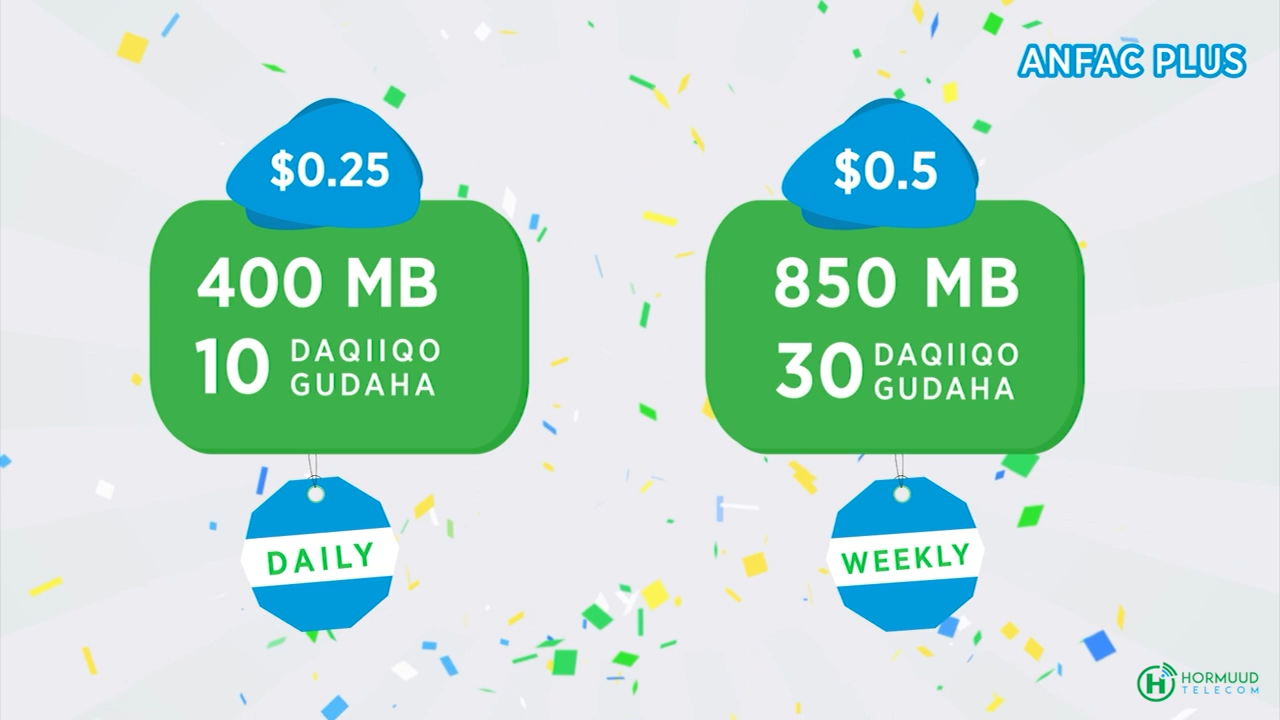 ANFAC PLUS
$0.25
400 MB
10 DAQIIQO
GUDAHA
DAILY
$0.5
850 MB
30 DAQIIQO
GUDAHA
WEEKLY
HORMUUD
TELECOM